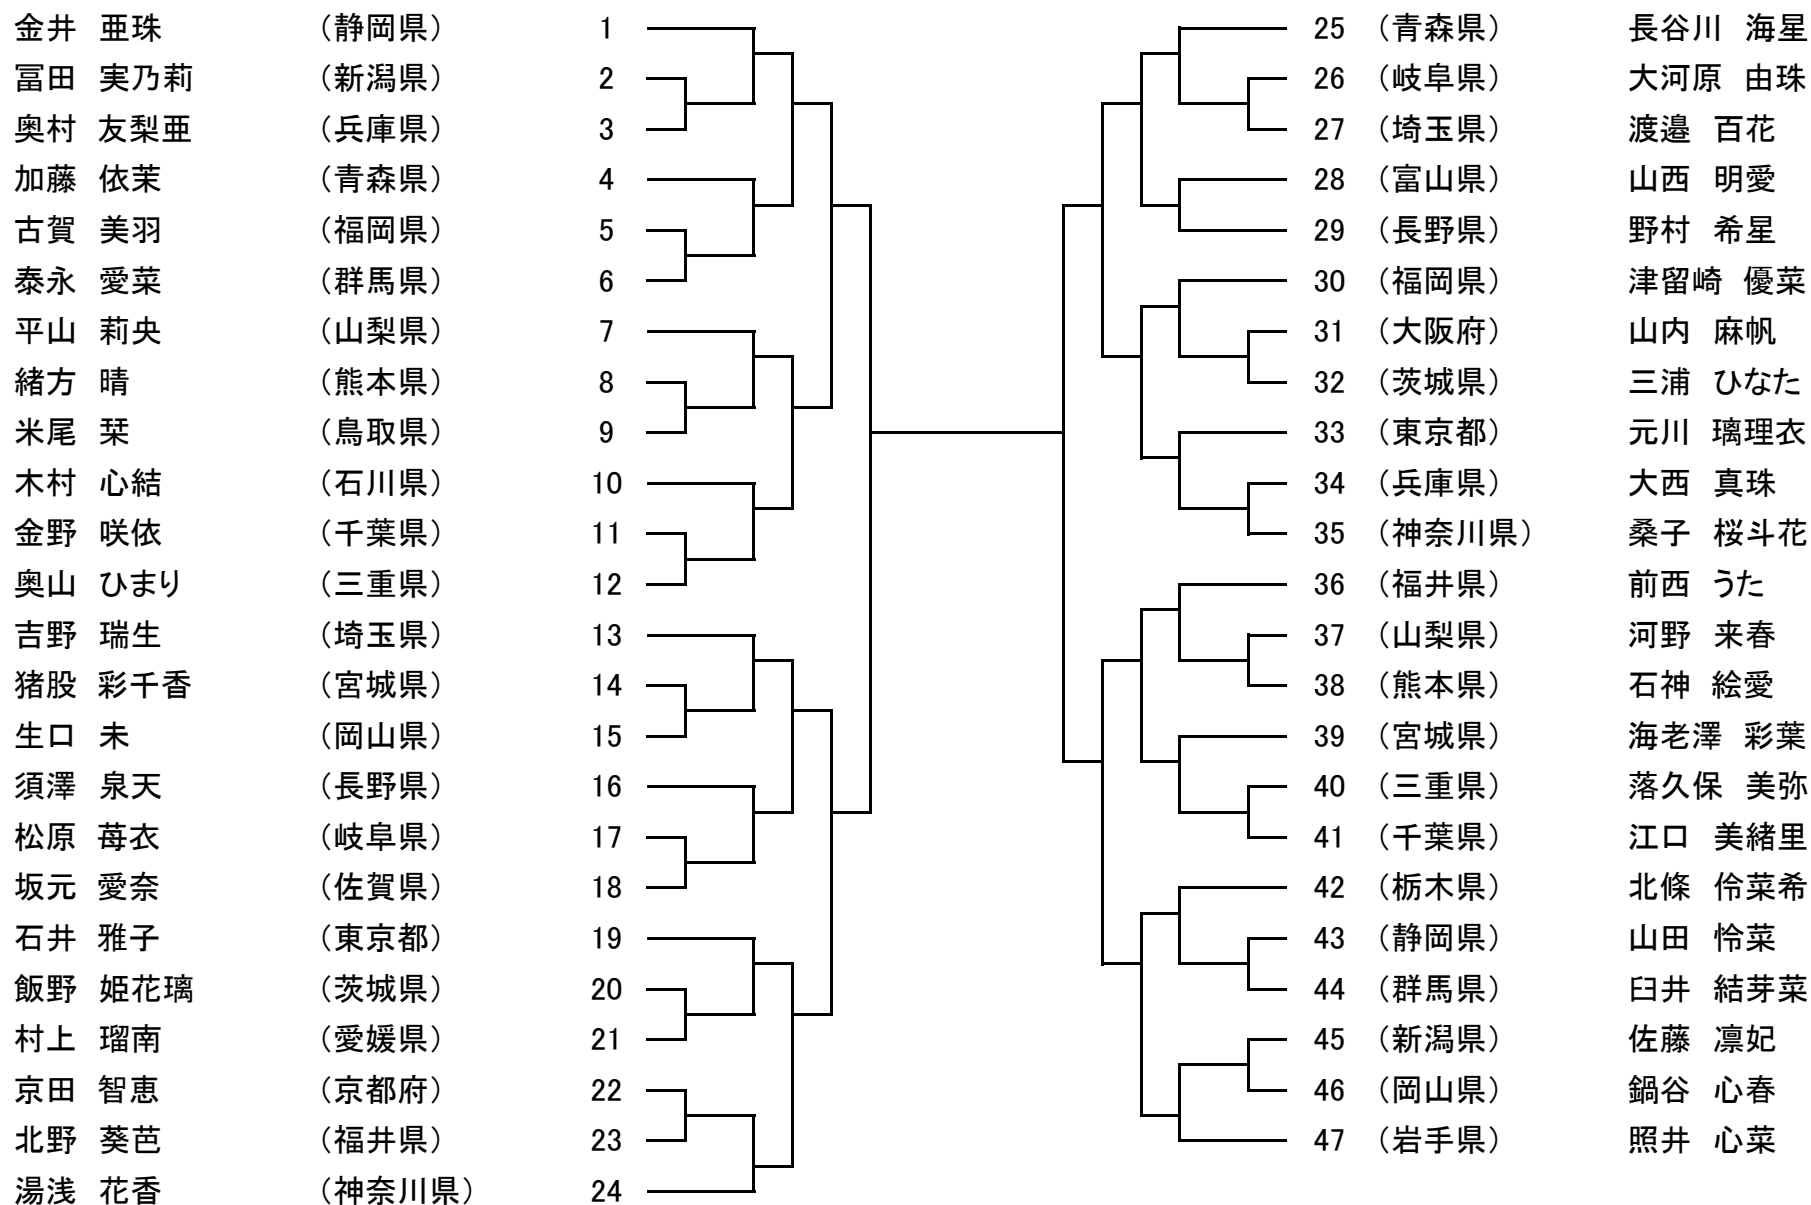 金井 亜珠 （静岡県） 1 25 （青森県） 長谷川 海星
冨田 実乃莉 （新潟県） 2 26 （岐阜県） 大河原 由珠
奥村 友梨亜 （兵庫県） 3 27 （埼玉県） 渡邉 百花
加藤 依茉 （青森県） 4 28 （富山県） 山西 明愛
古賀 美羽 （福岡県） 5 29 （長野県） 野村 希星
泰永 愛菜 （群馬県） 6 30 （福岡県） 津留崎 優菜
平山 莉央 （山梨県） 7 31 （大阪府） 山内 麻帆
緒方 晴 （熊本県） 8 32 （茨城県） 三浦 ひなた
米尾 栞 （鳥取県） 9 33 （東京都） 元川 璃理衣
木村 心結 （石川県） 10 34 （兵庫県） 大西 真珠
金野 咲依 （千葉県） 11 35 （神奈川県） 桑子 桜斗花
奥山 ひまり （三重県） 12 36 （福井県） 前西 うた
吉野 瑞生 （埼玉県） 13 37 （山梨県） 河野 来春
猪股 彩千香 （宮城県） 14 38 （熊本県） 石神 絵愛
生口 未 （岡山県） 15 39 （宮城県） 海老澤 彩葉
須澤 泉天 （長野県） 16 40 （三重県） 落久保 美弥
松原 苺衣 （岐阜県） 17 41 （千葉県） 江口 美緒里
坂元 愛奈 （佐賀県） 18 42 （栃木県） 北條 伶菜希
石井 雅子 （東京都） 19 43 （静岡県） 山田 怜菜
飯野 姫花璃 （茨城県） 20 44 （群馬県） 臼井 結芽菜
村上 瑠南 （愛媛県） 21 45 （新潟県） 佐藤 凛妃
京田 智恵 （京都府） 22 46 （岡山県） 鍋谷 心春
北野 葵芭 （福井県） 23 47 （岩手県） 照井 心菜
湯浅 花香 （神奈川県） 24